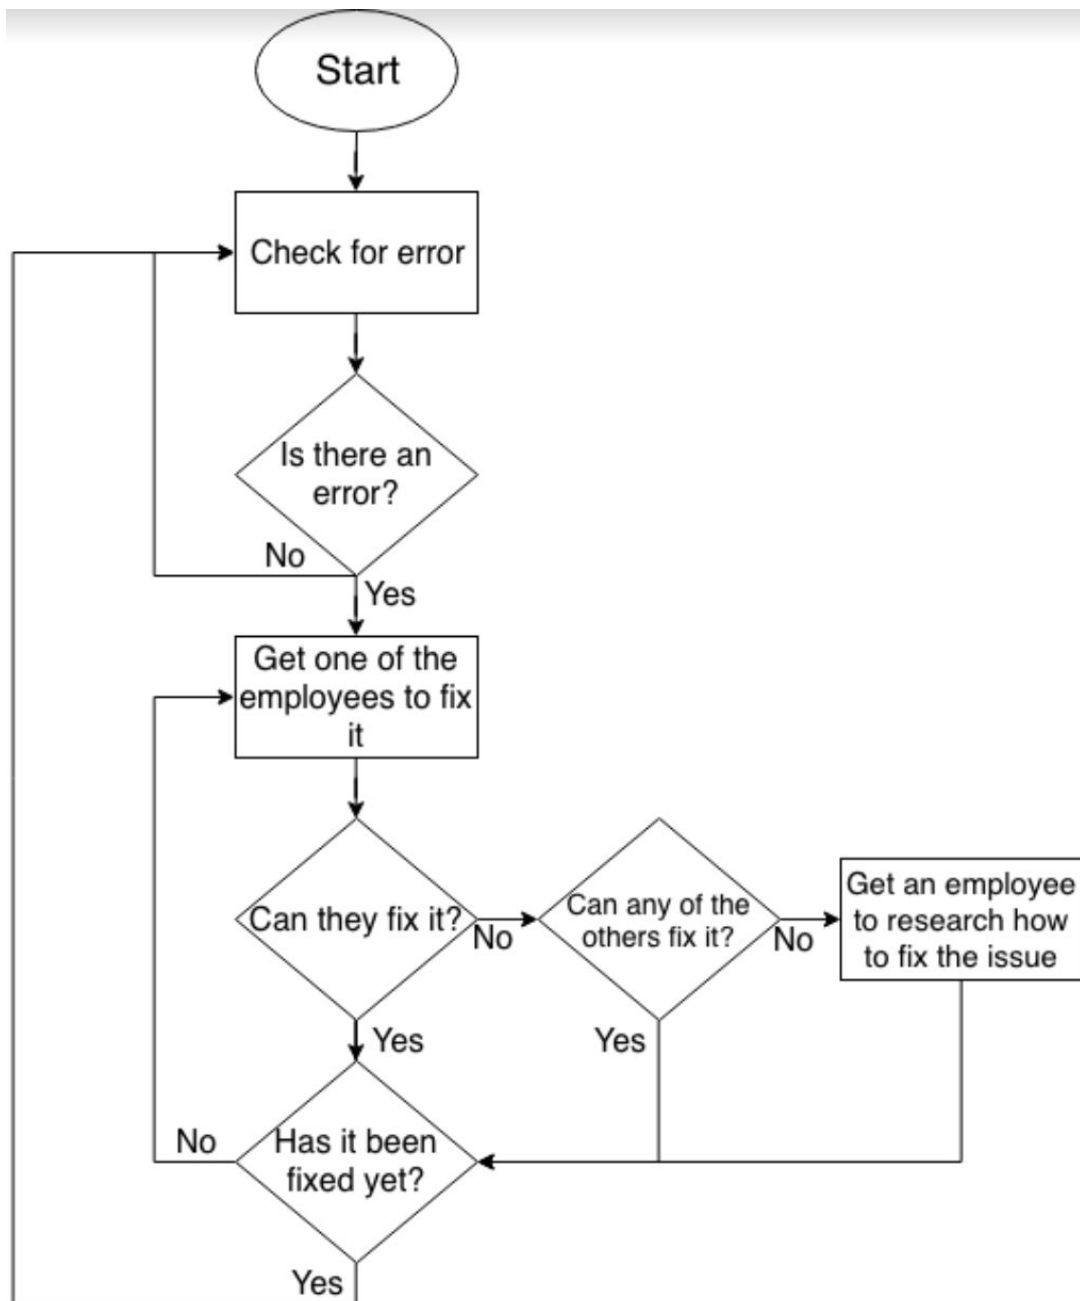 Start
Check for error
Is there an
error?
No
Yes
Get one of the
employees to fix
it
Can they fix it?
No
Can any of the
others fix it?
No
Get an employee
to research how
to fix the issue
Yes
Yes
No
Has it been
fixed yet?
Yes